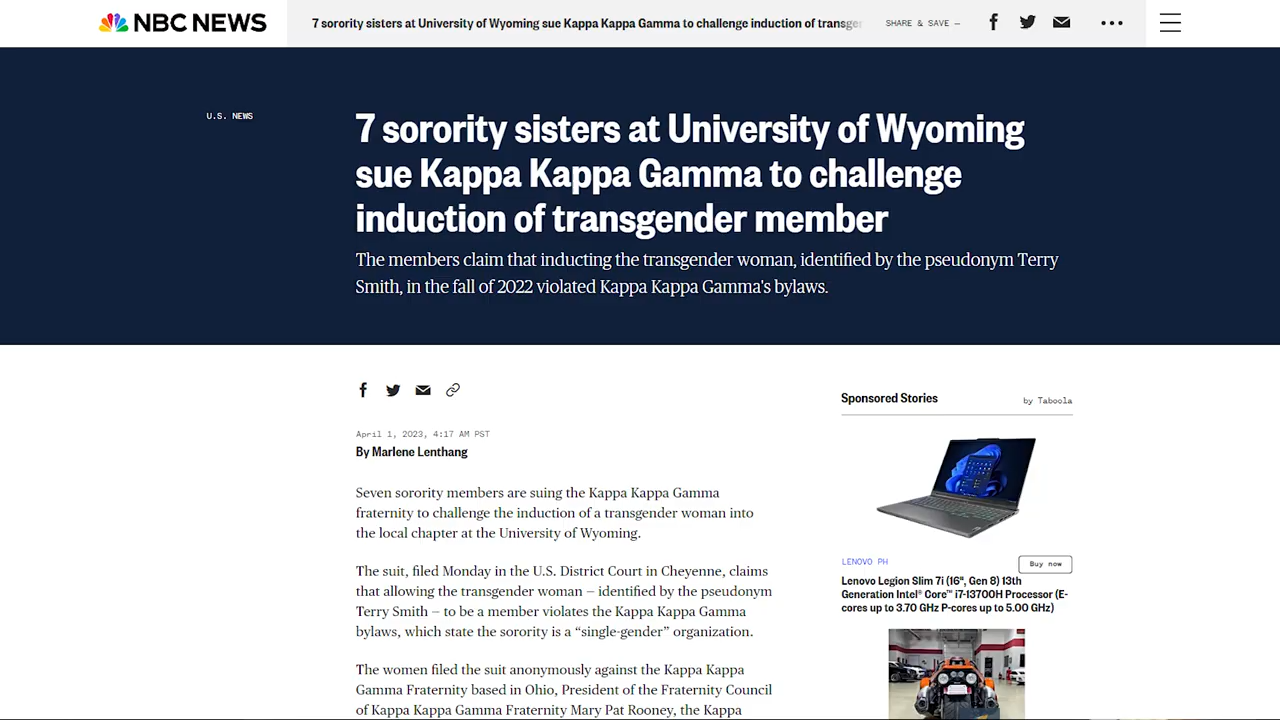 NBC NEWS
7 sorority sisters at University of Wyoming sue Kappa Kappa Gamma to challenge induction of transgender
SHARE & SAVE —
U.S. NEWS
7 sorority sisters at University of Wyoming
sue Kappa Kappa Gamma to challenge
induction of transgender member
The members claim that inducting the transgender woman, identified by the pseudonym Terry
Smith, in the fall of 2022 violated Kappa Kappa Gamma's bylaws.
April 1, 2023, 4:17 AM PST
By Marlene Lenthang
Seven sorority members are suing the Kappa Kappa Gamma
fraternity to challenge the induction of a transgender woman into
the local chapter at the University of Wyoming.
The suit, filed Monday in the U.S. District Court in Cheyenne, claims
that allowing the transgender woman — identified by the pseudonym
Terry Smith — to be a member violates the Kappa Kappa Gamma
bylaws, which state the sorority is a “single-gender” organization.
The women filed the suit anonymously against the Kappa Kappa
Gamma Fraternity based in Ohio, President of the Fraternity Council
of Kappa Kappa Gamma Fraternity Mary Pat Rooney, the Kappa
Sponsored Stories
by Taboola
LENOVO PH
Buy now
Lenovo Legion Slim 7i (16", Gen 8) 13th
Generation Intel® Core™ i7-13700H Processor (E-
cores up to 3.70 GHz P-cores up to 5.00 GHz)